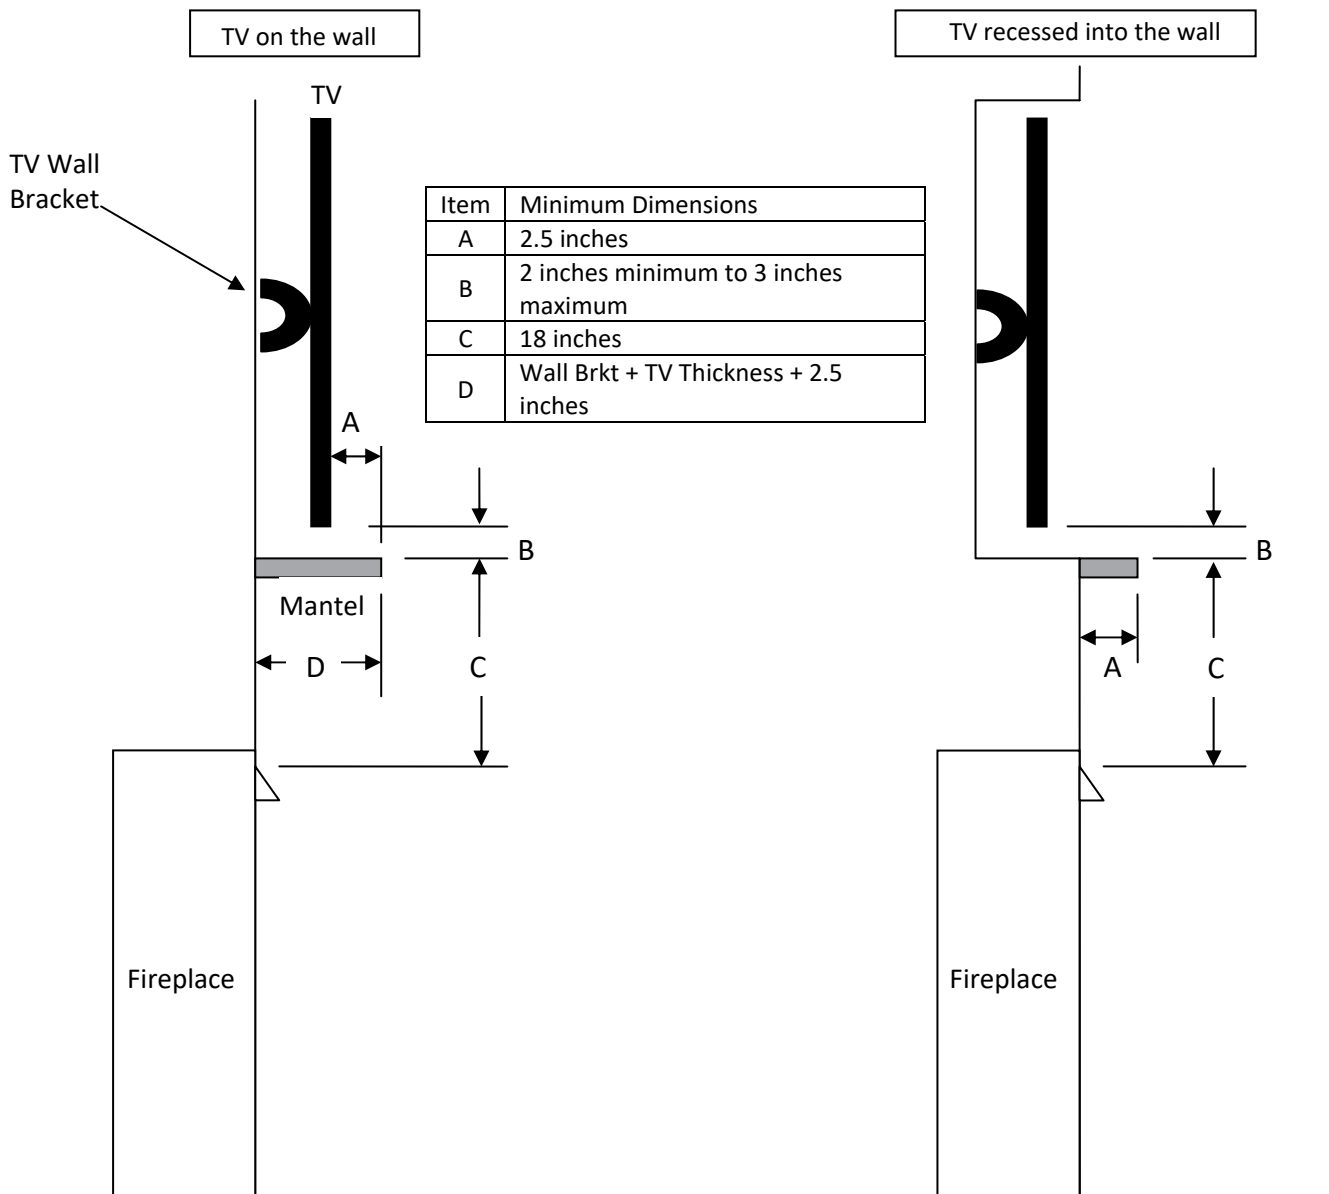 TV on the wall
TV recessed into the wall
TV
TV Wall
Bracket
Item Minimum Dimensions
A 2.5 inches
B 2 inches minimum to 3 inches
maximum
C 18 inches
D Wall Brkt + TV Thickness + 2.5
inches
A
B
B
Mantel
D
C
A
C
Fireplace
Fireplace